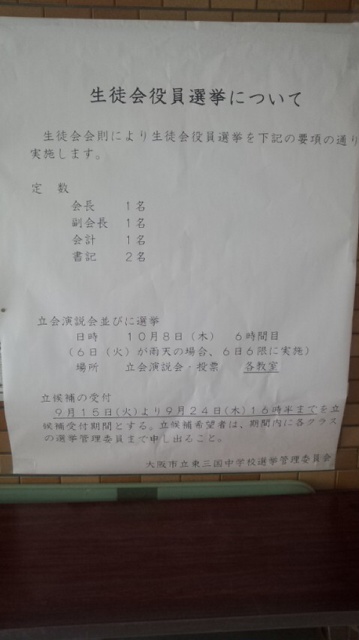 生徒会役員選挙について
生徒会会則により生徒会役員選挙を下記の要項の通り
実施します。
定　数
会長　１名
副会長　１名
会計　１名
書記　２名
立会演説会並びに選挙
日時　１０月８日（木）　６時間目
（６日（火）が雨天の場合、６日６限に実施）
場所　立会演説会・投票　各教室
立候補の受付
９月１５日(火)より９月２４日(木)１６時半までを立
候補受付期間とする。立候補希望者は、期間内に各クラス
の選挙管理委員まで申し出ること。
大阪市立東三国中学校選挙管理委員会